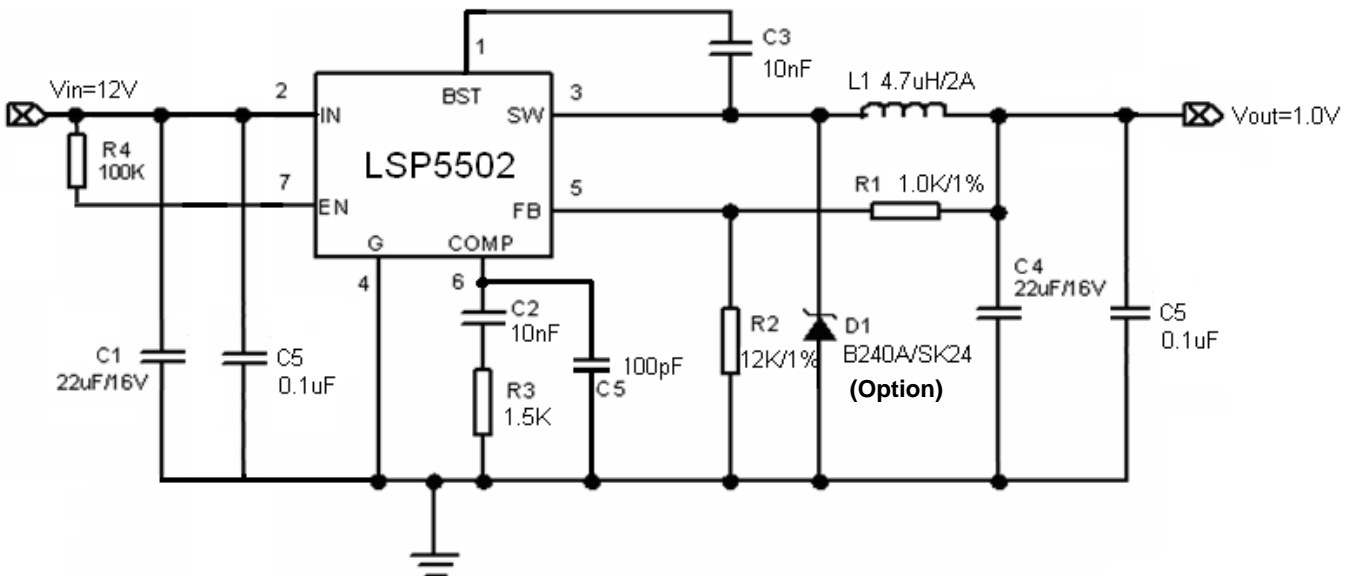 C3
10nF
1
Vin=12V
2
BST
3
L1 4.7uH/2A
IN
SW
Vout=1.0V
R4
100K
LSP5502
7
5
R1 1.0K/1%
EN
FB
G
COMP
4
6
C2
10nF
C4
22uF/16V
R2
12K/1%
D1
B240A/SK24
(Option)
C5
0.1uF
C1
22uF/16V
C5
0.1uF
100pF
C5
R3
1.5K